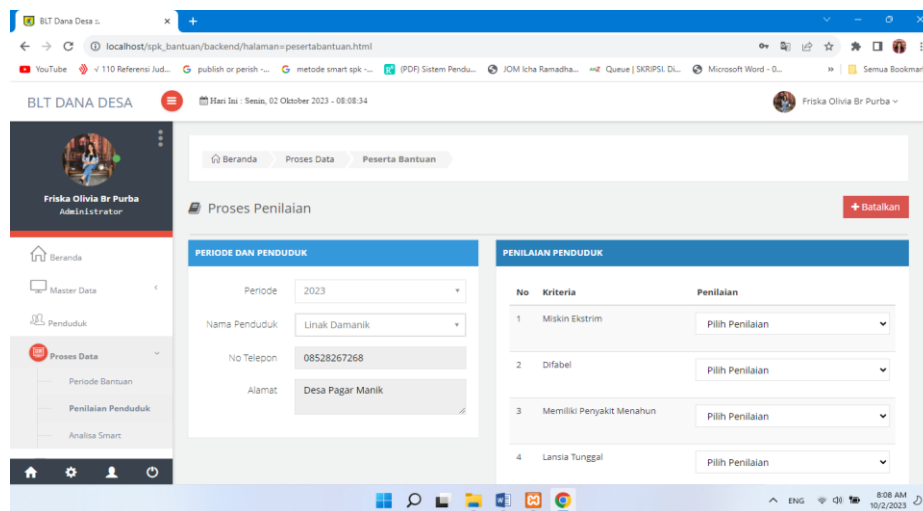 BLT Dana Desa ::.
localhost/spk_bantuan/backend/halaman=pesertabantuan.html
YouTube √ 110 Referensi Jud... publish or perish -... metode smart spk -... (PDF) Sistem Pendu... JOM Icha Ramadha... Queue | SKRIPSI. Di... Microsoft Word - 0... » Semua Bookmar
BLT DANA DESA Hari Ini : Senin, 02 Oktober 2023 - 08:08:34 Friska Olivia Br Purba
Beranda Proses Data Peserta Bantuan
Friska Olivia Br Purba
Administrator
Proses Penilaian + Batalkan
Beranda
Master Data
Penduduk
Proses Data
Periode Bantuan
Penilaian Penduduk
Analisa Smart
PERIODE DAN PENDUDUK
Periode 2023
Nama Penduduk Linak Damanik
No Telepon 08528267268
Alamat Desa Pagar Manik
PENILAIAN PENDUDUK
No Kriteria Penilaian
1 Miskin Ekstrim Pilih Penilaian
2 Difabel Pilih Penilaian
3 Memiliki Penyakit Menahun Pilih Penilaian
4 Lansia Tunggal Pilih Penilaian
ENG 8:08 AM
10/2/2023